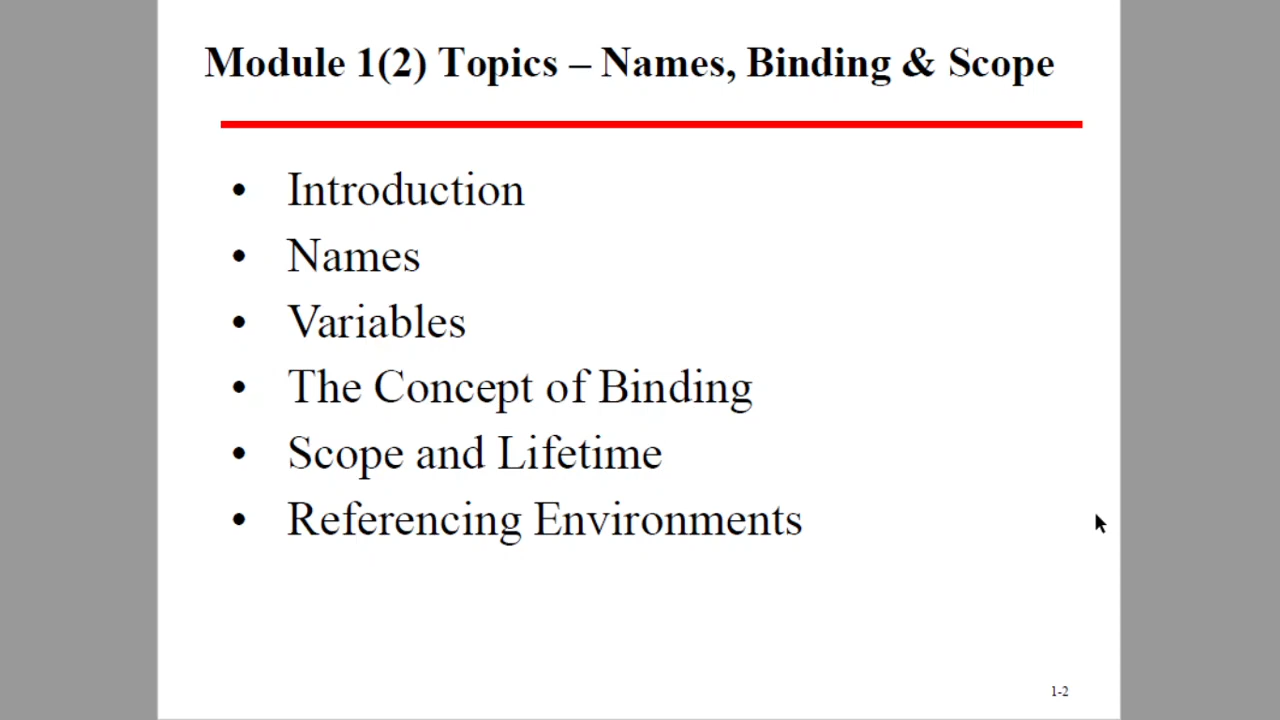 Module 1(2) Topics – Names, Binding & Scope
• Introduction
• Names
• Variables
• The Concept of Binding
• Scope and Lifetime
• Referencing Environments
1-2